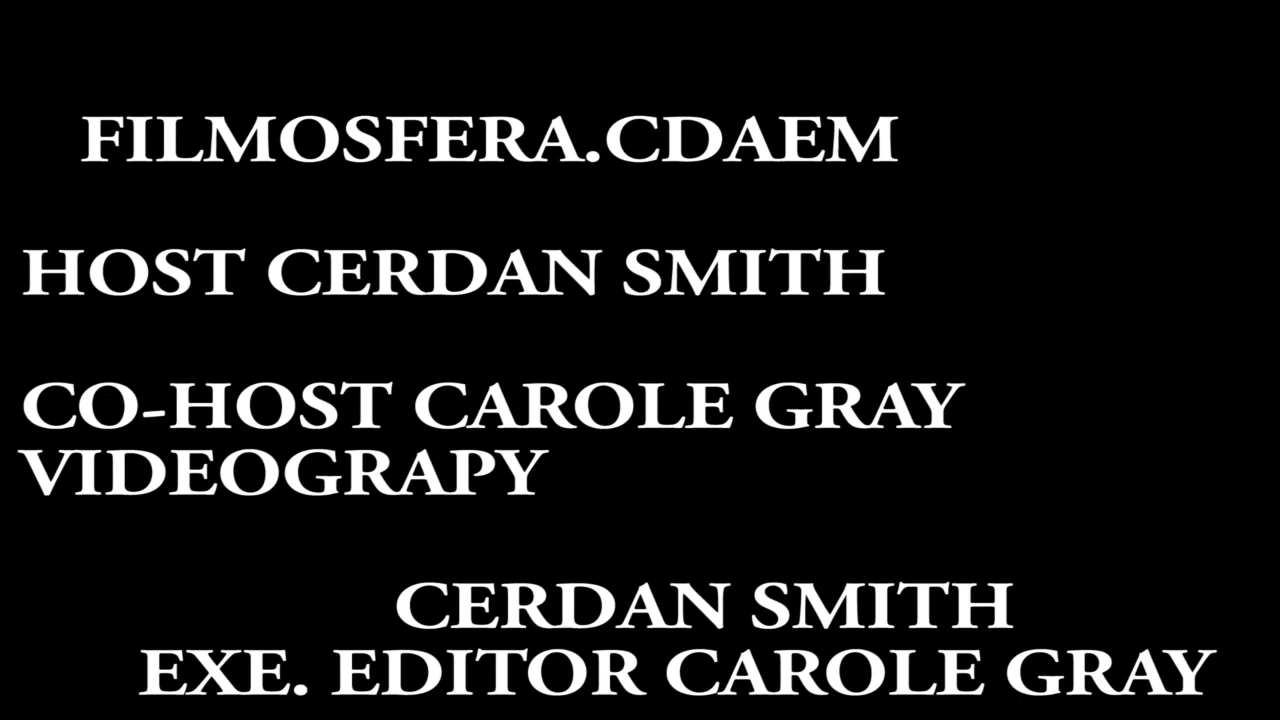 FILMOSFERA.CDAEM
HOST CERDAN SMITH
CO-HOST CAROLE GRAY
VIDEOGRAPY
CERDAN SMITH
EXE. EDITOR CAROLE GRAY